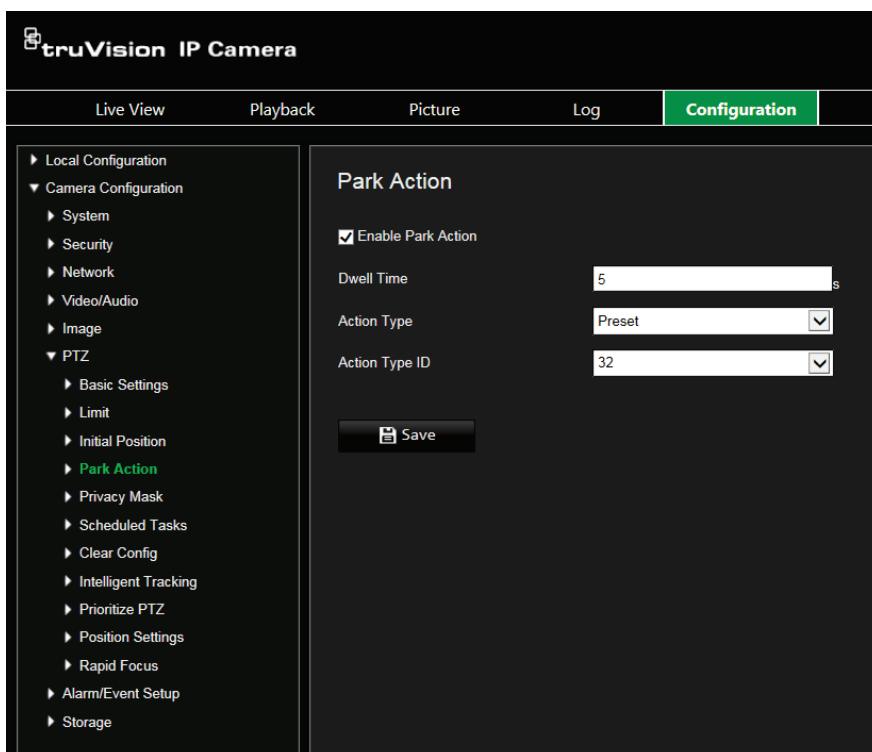 truVision IP Camera
Live View Playback Picture Log Configuration
Local Configuration
Camera Configuration
System
Security
Network
Video/Audio
Image
PTZ
Basic Settings
Limit
Initial Position
Park Action
Privacy Mask
Scheduled Tasks
Clear Config
Intelligent Tracking
Prioritize PTZ
Position Settings
Rapid Focus
Alarm/Event Setup
Storage
Park Action
Enable Park Action
Dwell Time 5 s
Action Type Preset
Action Type ID 32
Save